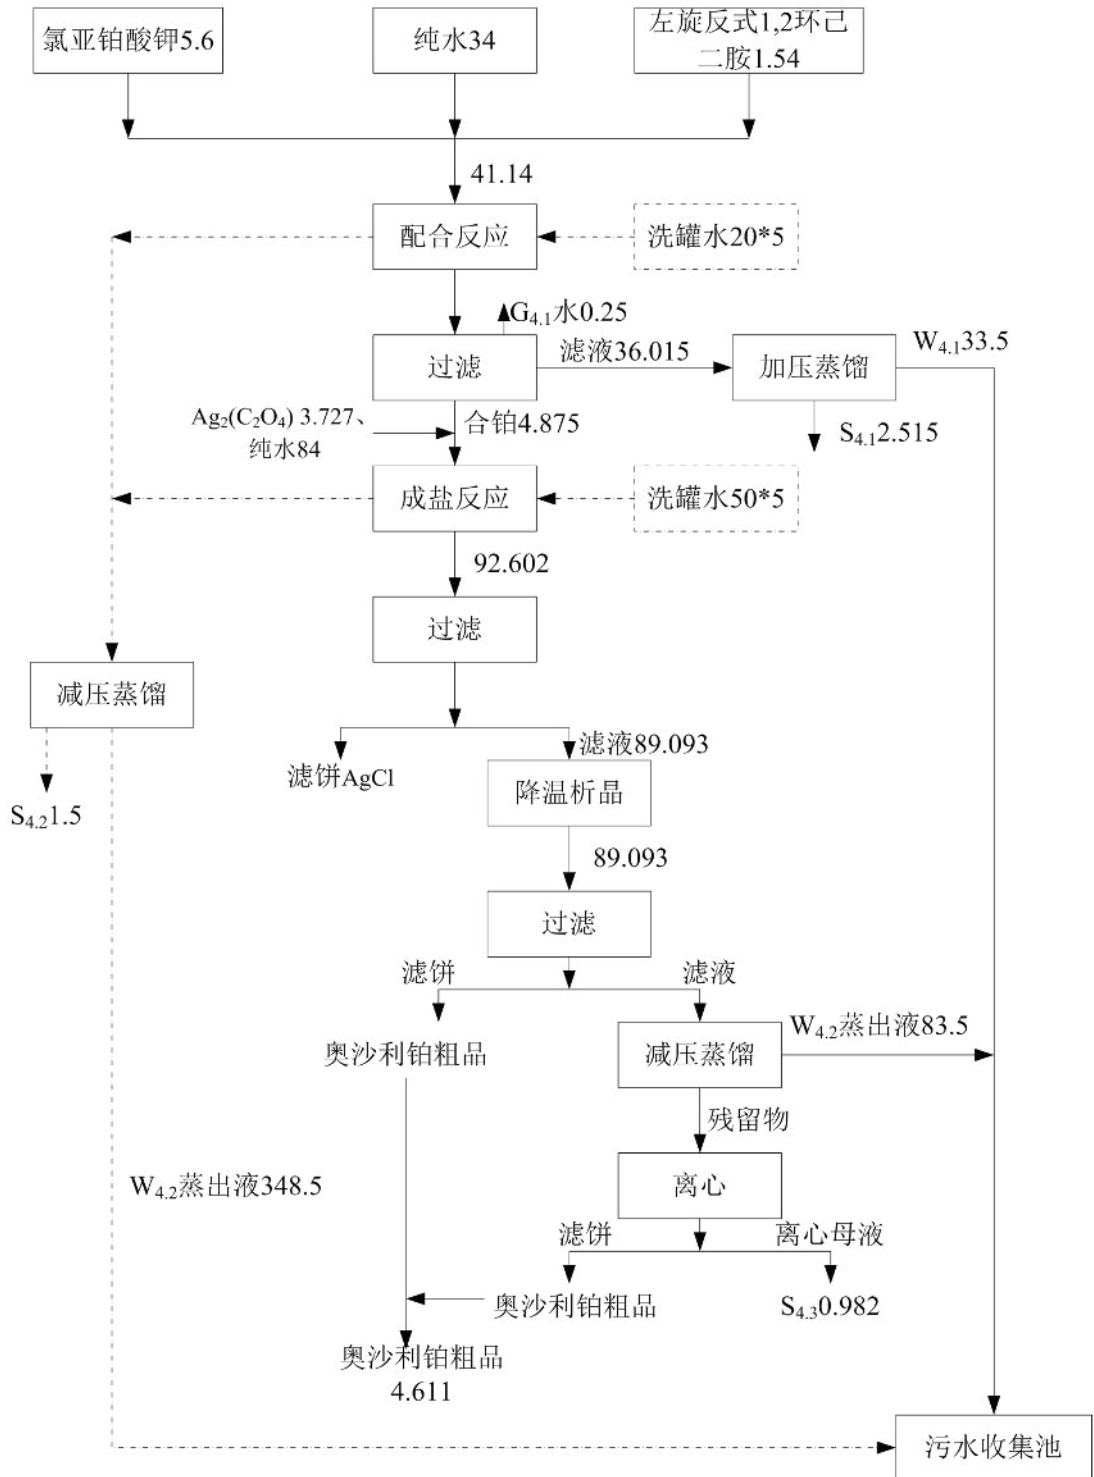 氯亚铂酸钾5.6
纯水34
左旋反式1,2环己
二胺1.54
41.14
配合反应
洗罐水20*5
G4.1水0.25
过滤
滤液36.015
加压蒸馏
W4.133.5
Ag2(C2O4) 3.727、
纯水84
合铂4.875
S4.12.515
成盐反应
洗罐水50*5
92.602
过滤
减压蒸馏
滤饼AgCl
滤液89.093
S4.21.5
降温析晶
89.093
过滤
滤饼
滤液
奥沙利铂粗品
减压蒸馏
W4.2蒸出液83.5
残留物
W4.2蒸出液348.5
离心
滤饼
离心母液
奥沙利铂粗品
S4.30.982
奥沙利铂粗品
4.611
污水收集池